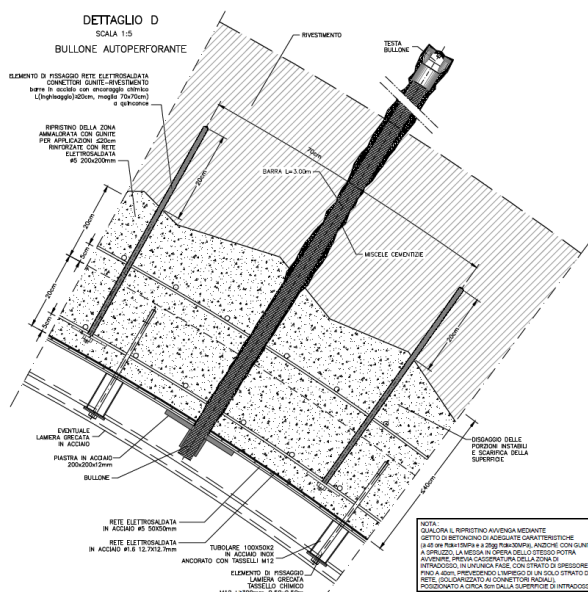 DETTAGLIO D
SCALA 1:5
BULLONE AUTOPERFORANTE
RIVESTIMENTO
TESTA
BULLONE
ELEMENTO DI FISSAGGIO RETE ELETTROSALDATA
CONNETTORI GUNITE-RIVESTIMENTO
barre in acciaio con ancoraggio chimico
L(inghisaggio)≥20cm, maglia 70x70cm)
a quinconce
RIPRISTINO DELLA ZONA
AMMALORATA CON GUNITE
PER APPLICAZIONI ≤20cm
RINFORZATE CON RETE
ELETTROSALDATA
#5 200x200mm
70cm
20cm
BARRA L=3.00m
MISCELE CEMENTIZIE
20cm
5cm
20cm
5cm
20cm
≤40cm
EVENTUALE
LAMIERA GRECATA
IN ACCIAIO
PIASTRA IN ACCIAIO
200x200x12mm
BULLONE
DISGAGGIO DELLE
PORZIONI INSTABILI
E SCARIFICA DELLA
SUPERFICIE
RETE ELETTROSALDATA
IN ACCIAIO #5 50X50mm
RETE ELETTROSALDATA
IN ACCIAIO #1.6 12.7X12.7mm
TUBOLARE 100X50X2
IN ACCIAIO INOX
ANCORATO CON TASSELLI M12
ELEMENTO DI FISSAGGIO
LAMIERA GRECATA
TASSELLO CHIMICO
NOTA:
QUALORA IL RIPRISTINO AVVENGA MEDIANTE
GETTO DI BETONCINO DI ADEGUATE CARATTERISTICHE
A SPRUZZO, LA MESSA IN OPERA DELLO STESSO POTRA
AVVENIRE, PREVIA CASSERATURA DELLA ZONA DI
INTRADOSSO, IN UN'UNICA FASE, CON STRATO DI SPESSORE
FINO A 40cm, PREVEDENDO L'IMPIEGO DI UN SOLO STRATO DI
RETE, (SOLIDARIZZATO AI CONNETTORI RADIALI),
POSIZIONATO A CIRCA 5cm DALLA SUPERFICIE DI INTRADOSSO